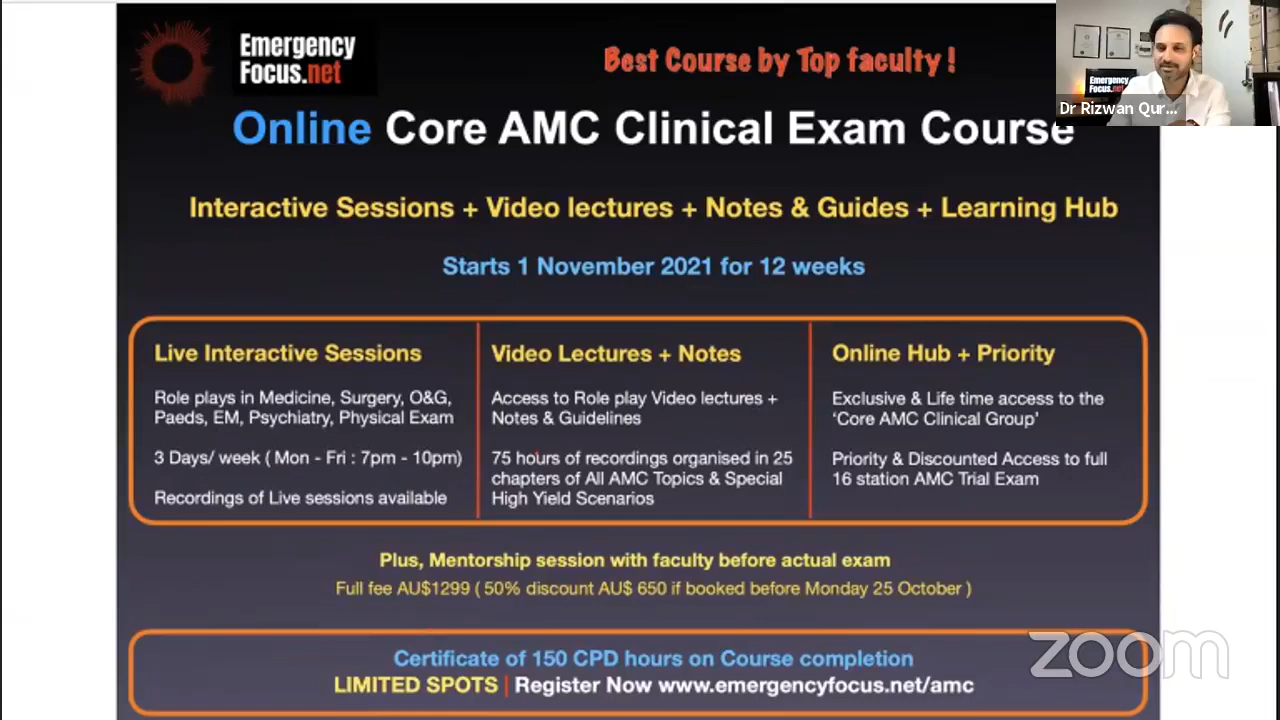 Emergency
Focus.net
Best Course by Top faculty !
Emergency
Focus.net
Dr Rizwan Qur...
Online Core AMC Clinical Exam Course
Interactive Sessions + Video lectures + Notes & Guides + Learning Hub
Starts 1 November 2021 for 12 weeks
Live Interactive Sessions
Role plays in Medicine, Surgery, O&G,
Paeds, EM, Psychiatry, Physical Exam
3 Days/ week ( Mon - Fri : 7pm - 10pm)
Recordings of Live sessions available
Video Lectures + Notes
Access to Role play Video lectures +
Notes & Guidelines
75 hours of recordings organised in 25
chapters of All AMC Topics & Special
High Yield Scenarios
Online Hub + Priority
Exclusive & Life time access to the
‘Core AMC Clinical Group’
Priority & Discounted Access to full
16 station AMC Trial Exam
Plus, Mentorship session with faculty before actual exam
Full fee AU$1299 ( 50% discount AU$ 650 if booked before Monday 25 October )
Certificate of 150 CPD hours on Course completion
LIMITED SPOTS | Register Now www.emergencyfocus.net/amc
zoom